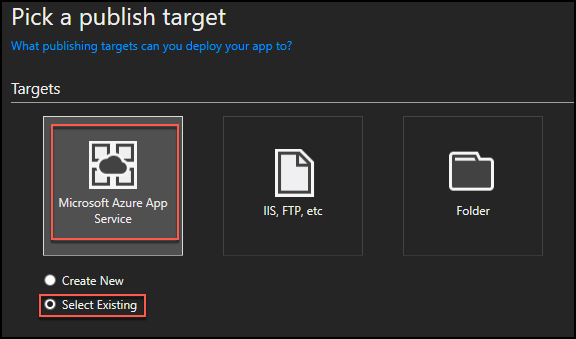 Pick a publish target
What publishing targets can you deploy your app to?
Targets
Microsoft Azure App
Service
IIS, FTP, etc
Folder
Create New
Select Existing